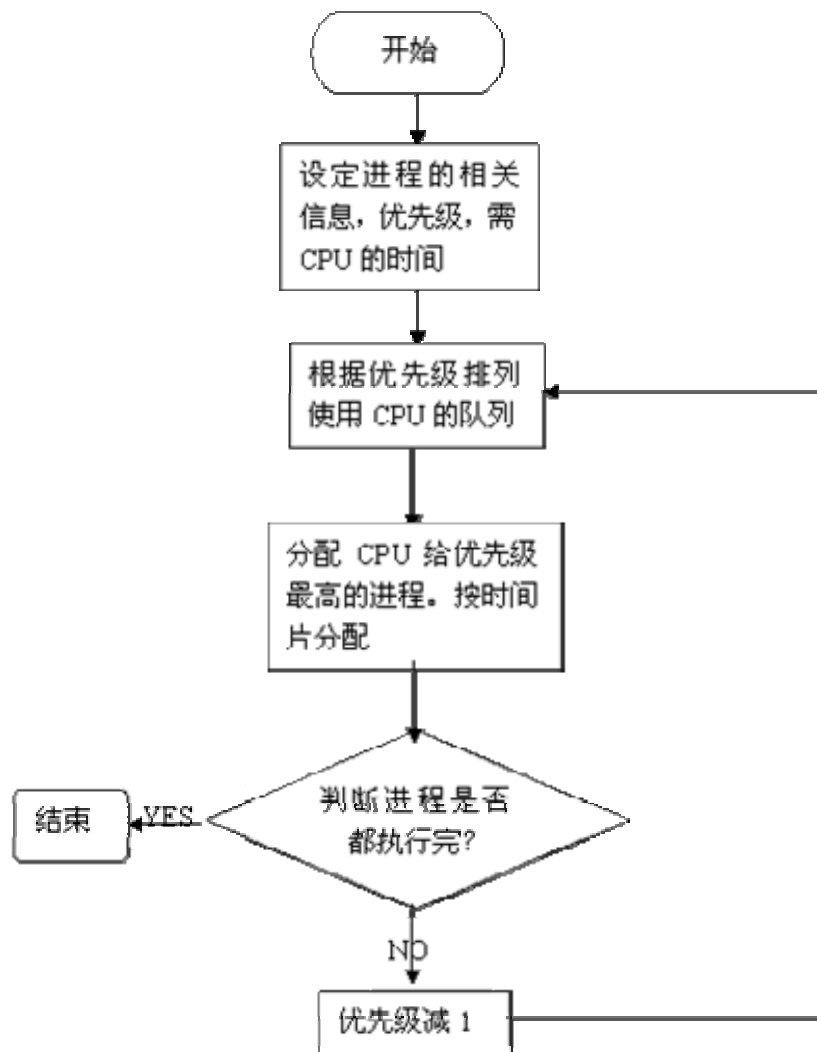 开始
设定进程的相关
信息，优先级，需
CPU 的时间
根据优先级排列
使用 CPU 的队列
分配 CPU 给优先级
最高的进程。按时间
片分配
判断进程是否
都执行完?
YES
结束
NO
优先级减 1